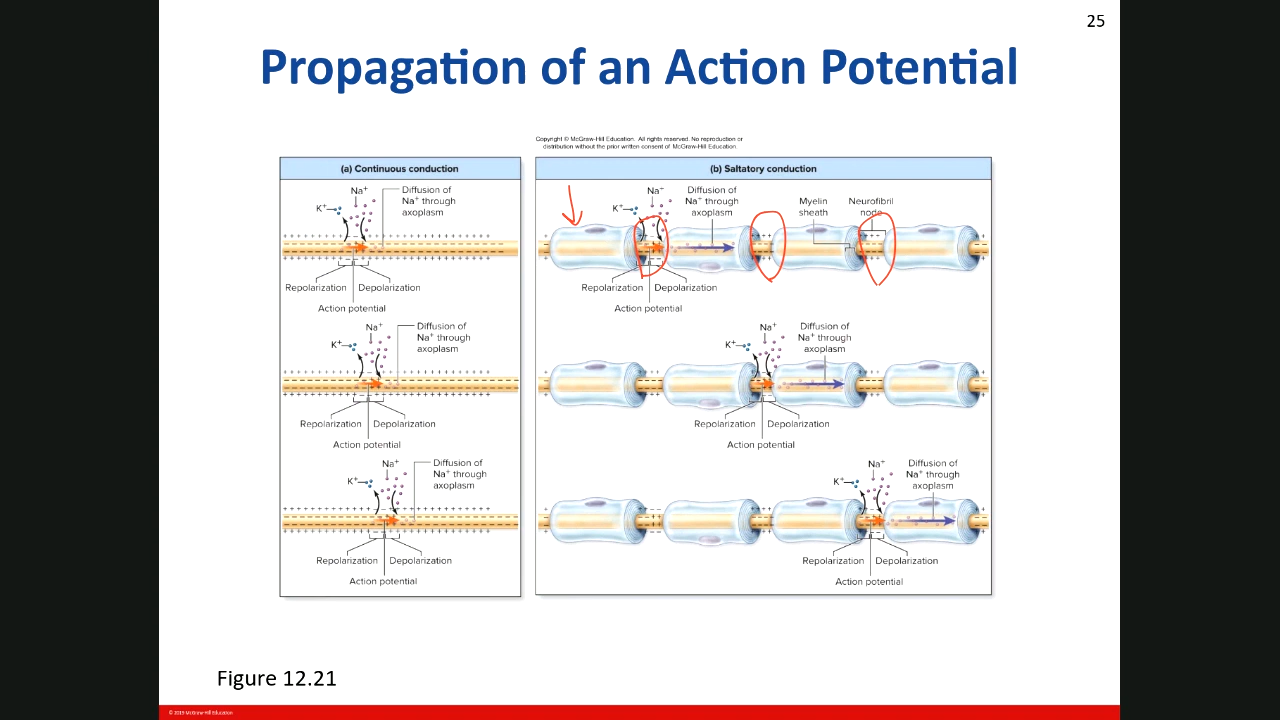 25
Propagation of an Action Potential
Copyright © McGraw-Hill Education. All rights reserved. No reproduction or
distribution without the prior written consent of McGraw-Hill Education.
(a) Continuous conduction
Na⁺
K⁺
Diffusion of
Na⁺ through
axoplasm
Repolarization
Depolarization
Action potential
Na⁺
K⁺
Diffusion of
Na⁺ through
axoplasm
Repolarization
Depolarization
Action potential
Na⁺
K⁺
Diffusion of
Na⁺ through
axoplasm
Repolarization
Depolarization
Action potential
(b) Saltatory conduction
Na⁺
K⁺
Diffusion of
Na⁺ through
axoplasm
Myelin
sheath
Neurofibril
node
Repolarization
Depolarization
Action potential
Na⁺
K⁺
Diffusion of
Na⁺ through
axoplasm
Repolarization
Depolarization
Action potential
Na⁺
K⁺
Diffusion of
Na⁺ through
axoplasm
Repolarization
Depolarization
Action potential
Figure 12.21
© 2019 McGraw-Hill Education